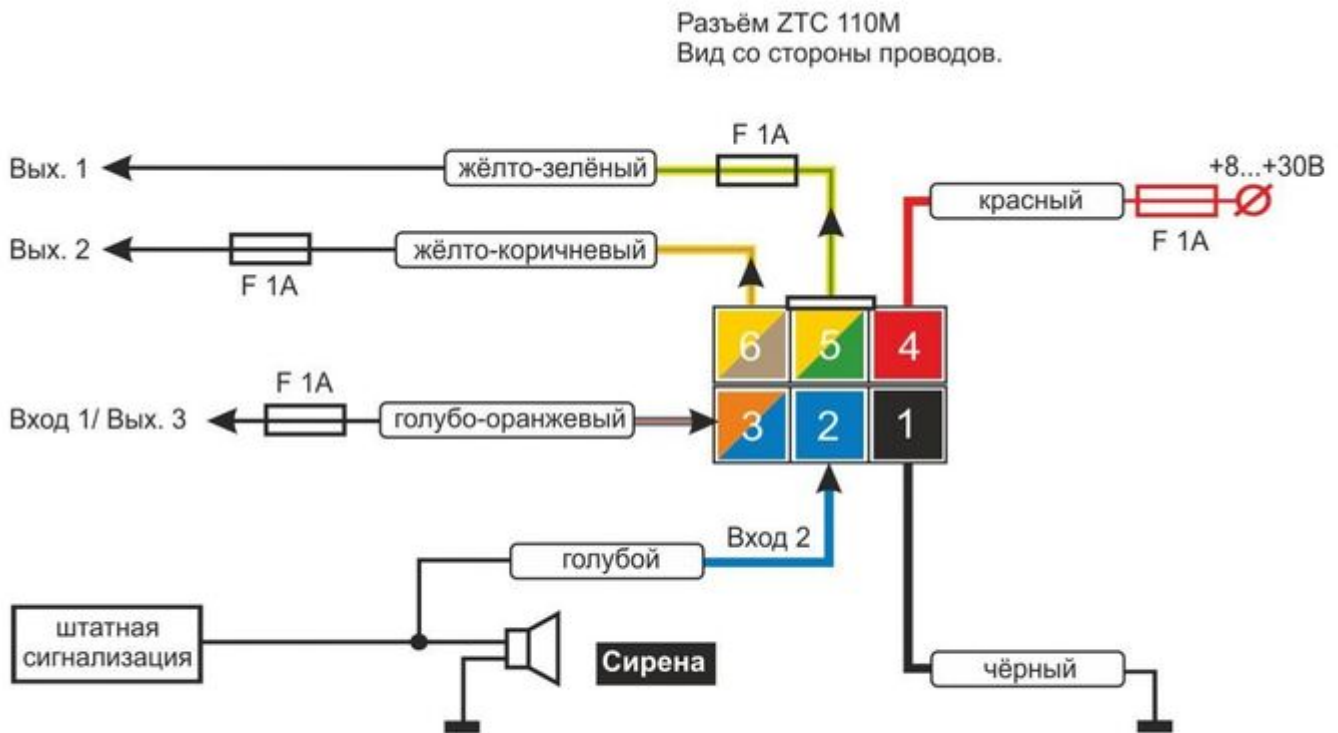 Разъём ZTC 110M
Вид со стороны проводов.
F 1A
Вых. 1
жёлто-зелёный
+8...+30В
красный
F 1A
Вых. 2
жёлто-коричневый
F 1A
6
5
4
F 1A
Вход 1/ Вых. 3
голубо-оранжевый
3
2
1
Вход 2
голубой
штатная
сигнализация
Сирена
чёрный